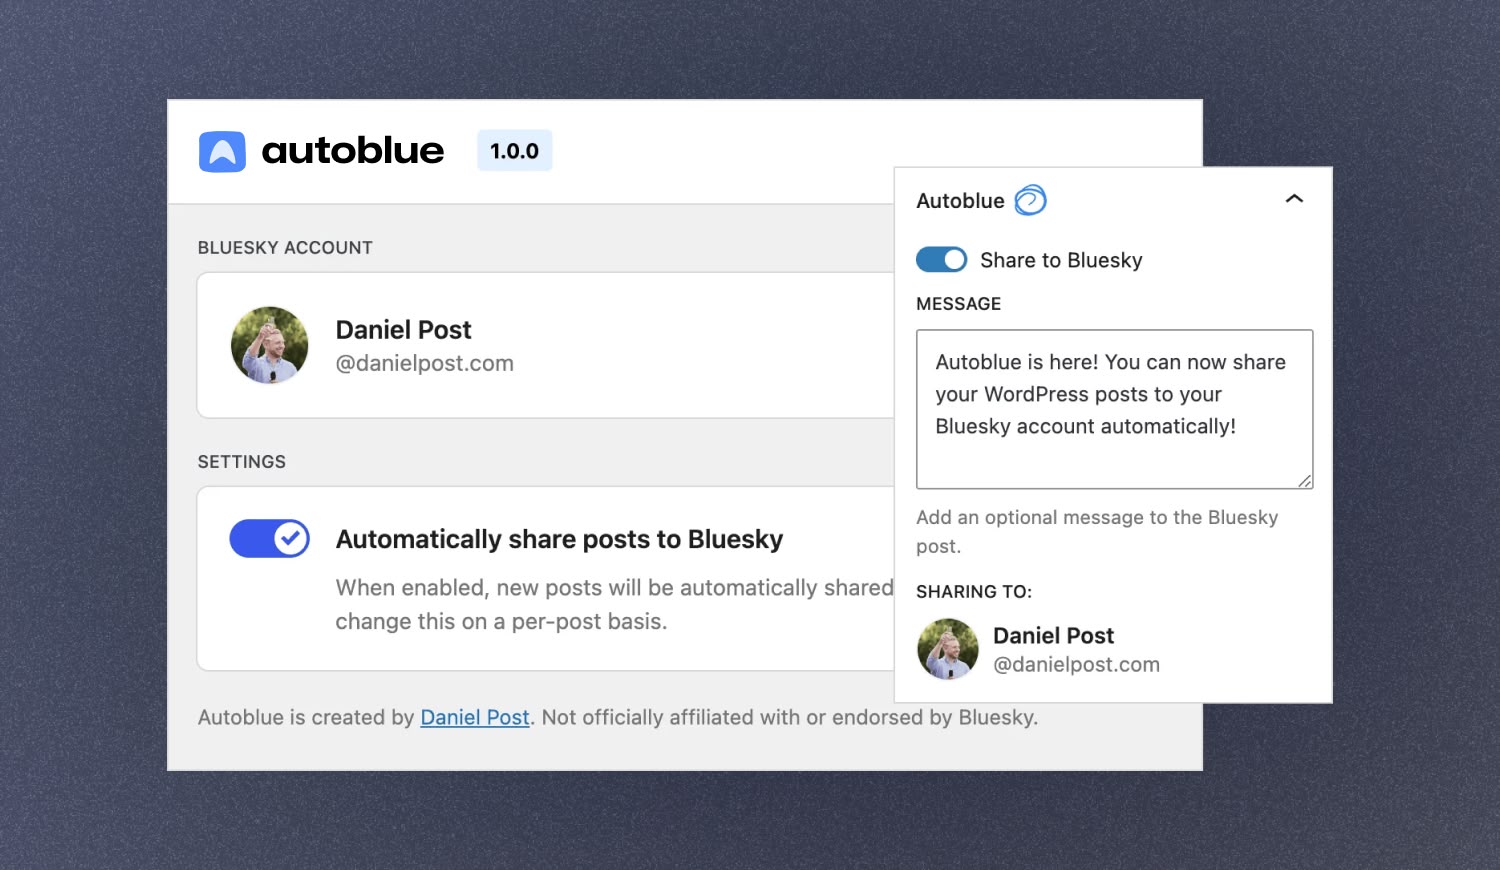 autoblue 1.0.0
BLUESKY ACCOUNT
Daniel Post
@danielpost.com
SETTINGS
Automatically share posts to Bluesky
When enabled, new posts will be automatically shared
change this on a per-post basis.
Autoblue is created by Daniel Post. Not officially affiliated with or endorsed by Bluesky.
Autoblue
Share to Bluesky
MESSAGE
Autoblue is here! You can now share
your WordPress posts to your
Bluesky account automatically!
Add an optional message to the Bluesky
post.
SHARING TO:
Daniel Post
@danielpost.com